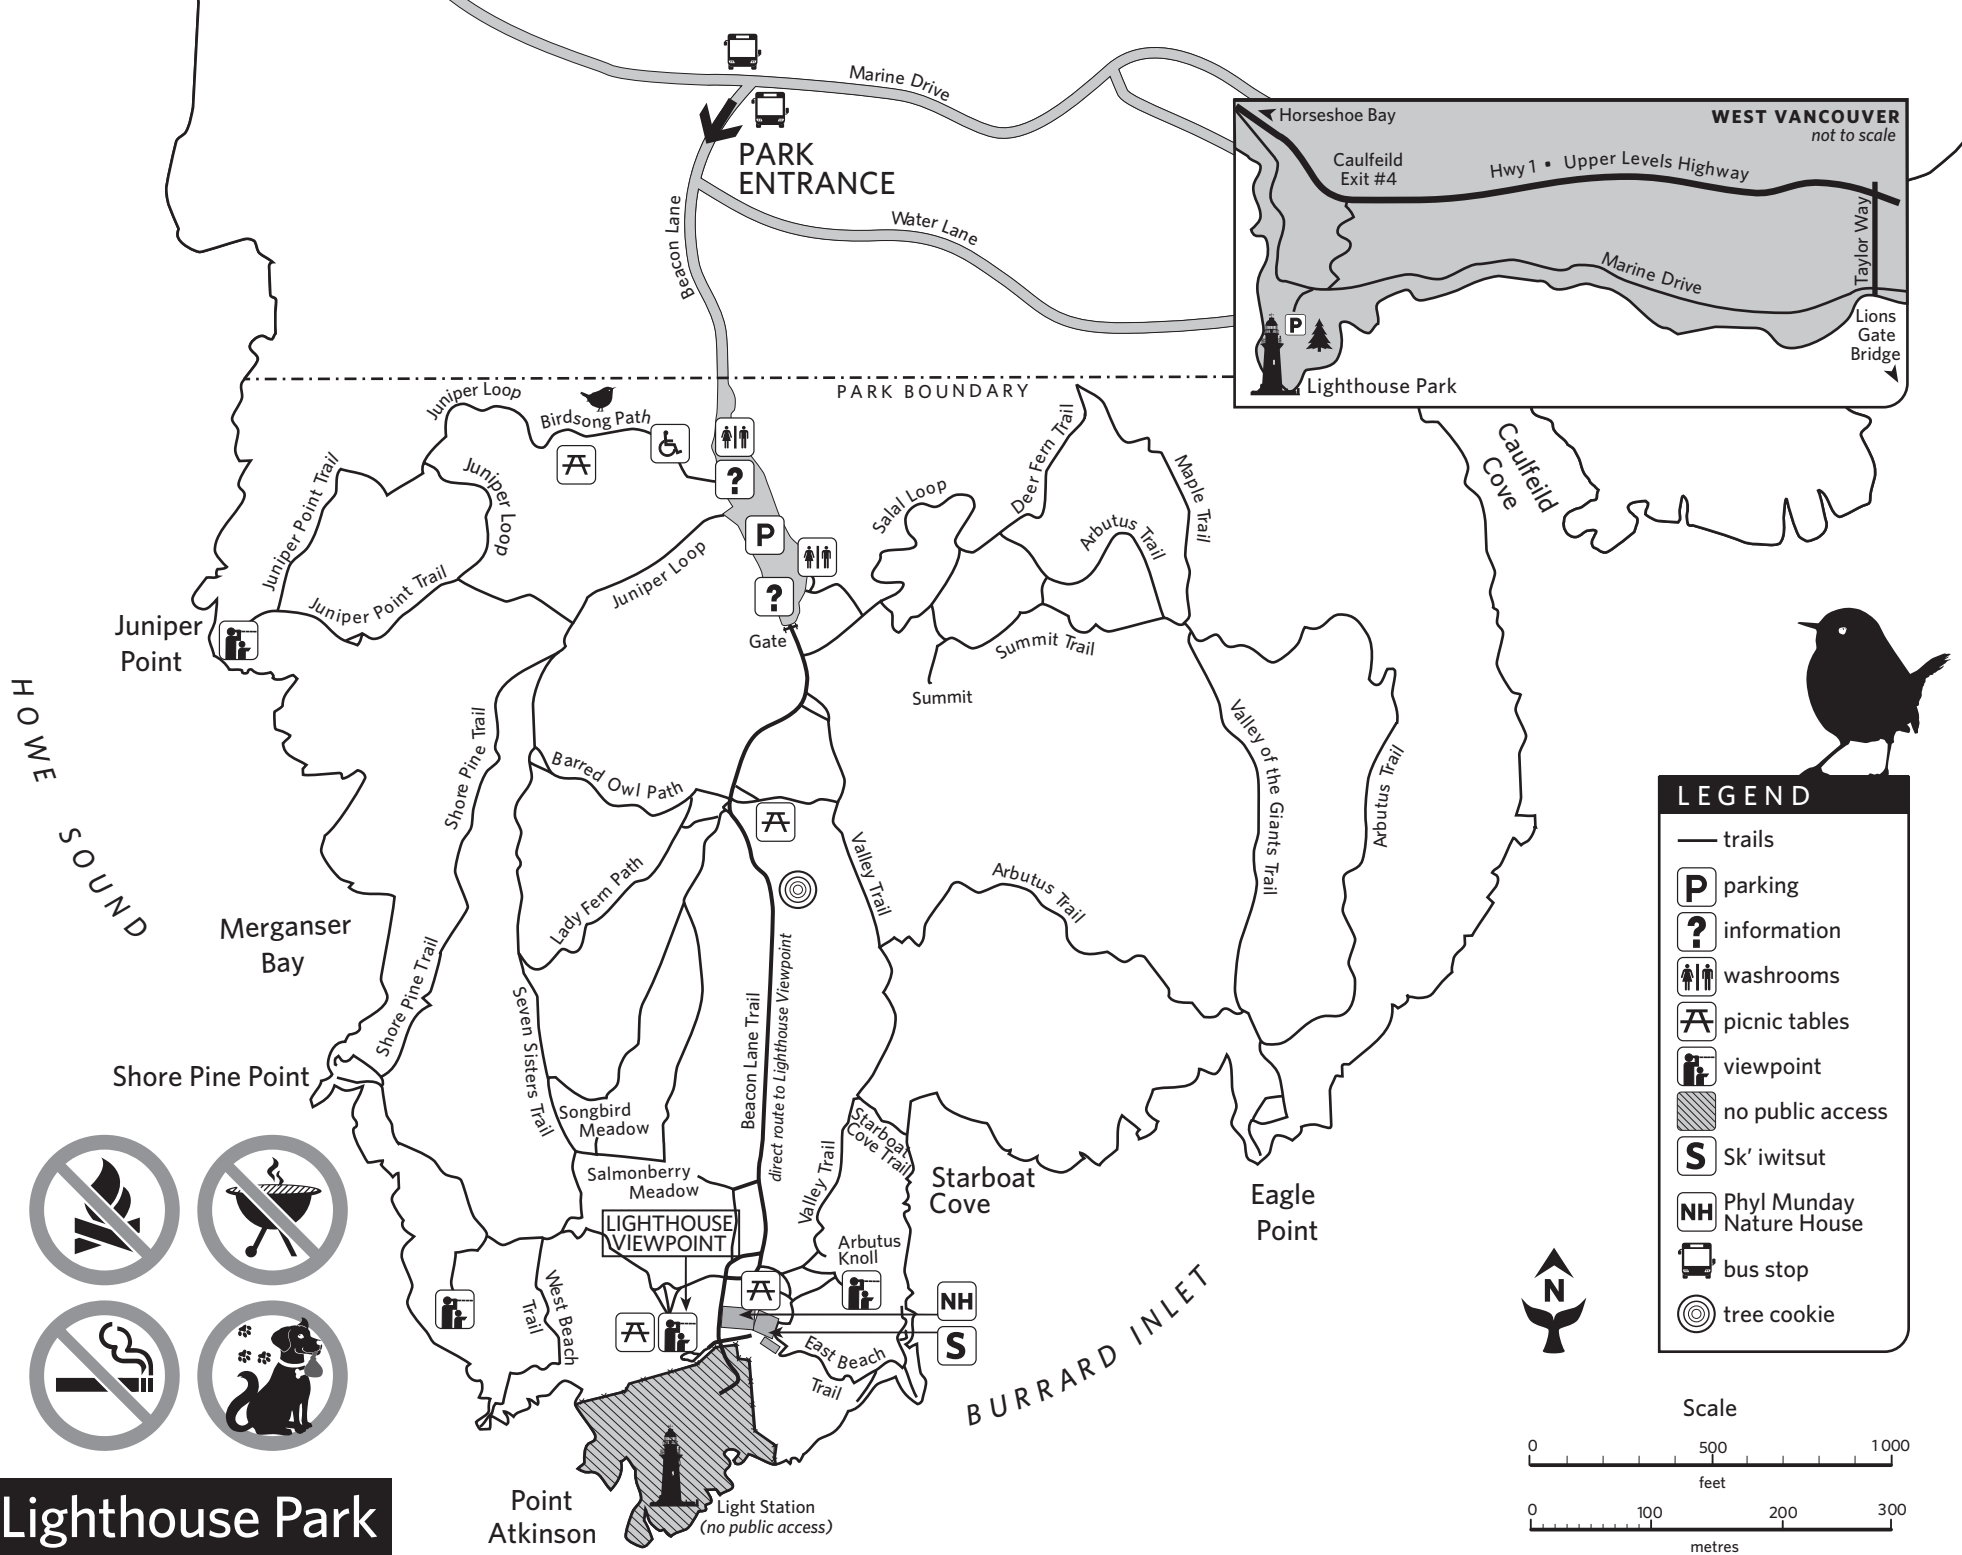 Marine Drive
PARK
ENTRANCE
Beacon Lane
Water Lane
Horseshoe Bay
WEST VANCOUVER
not to scale
Caulfeild
Exit #4
Hwy 1 • Upper Levels Highway
Taylor Way
Marine Drive
Lions
Gate
Bridge
P
Lighthouse Park
PARK BOUNDARY
Juniper Loop
Birdsong Path
Juniper Point Trail
Juniper Loop
?
P
?
Juniper Loop
Juniper Point Trail
Gate
Salal Loop
Deer Fern Trail
Arbutus Trail
Maple Trail
Summit Trail
Summit
Caulfeild
Cove
Juniper
Point
HOWE SOUND
Shore Pine Trail
Barred Owl Path
Lady Fern Path
Valley Trail
Arbutus Trail
Valley of the Giants Trail
Arbutus Trail
Merganser
Bay
Shore Pine Trail
Shore Pine Point
Seven Sisters Trail
Beacon Lane Trail
direct route to Lighthouse Viewpoint
Songbird
Meadow
Salmonberry
Meadow
Valley Trail
Starboat
Cove Trail
Starboat
Cove
Eagle
Point
LIGHTHOUSE
VIEWPOINT
Arbutus
Knoll
West Beach
Trail
NH
S
East Beach
Trail
BURRARD INLET
Point
Atkinson
Light Station
(no public access)
Lighthouse Park
LEGEND
trails
P parking
? information
washrooms
picnic tables
viewpoint
no public access
S Sk' iwitsut
NH Phyl Munday
Nature House
bus stop
tree cookie
N
Scale
0 500 1000
feet
0 100 200 300
metres